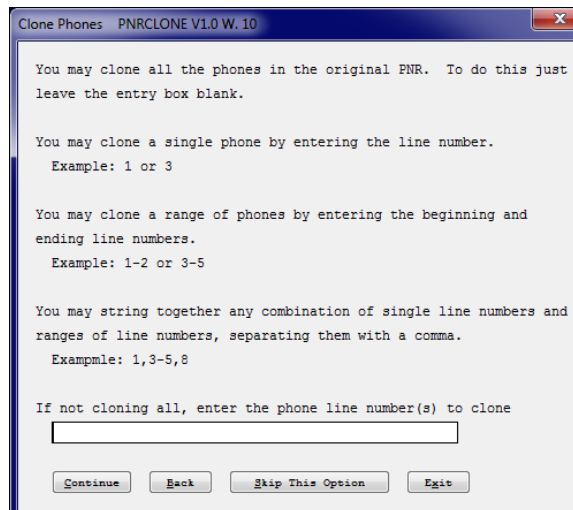 Clone Phones PNRCLONE V1.0 W. 10
You may clone all the phones in the original PNR. To do this just
leave the entry box blank.
You may clone a single phone by entering the line number.
Example: 1 or 3
You may clone a range of phones by entering the beginning and
ending line numbers.
Example: 1-2 or 3-5
You may string together any combination of single line numbers and
ranges of line numbers, separating them with a comma.
Exampmle: 1,3-5,8
If not cloning all, enter the phone line number(s) to clone
Continue Back Skip This Option Exit